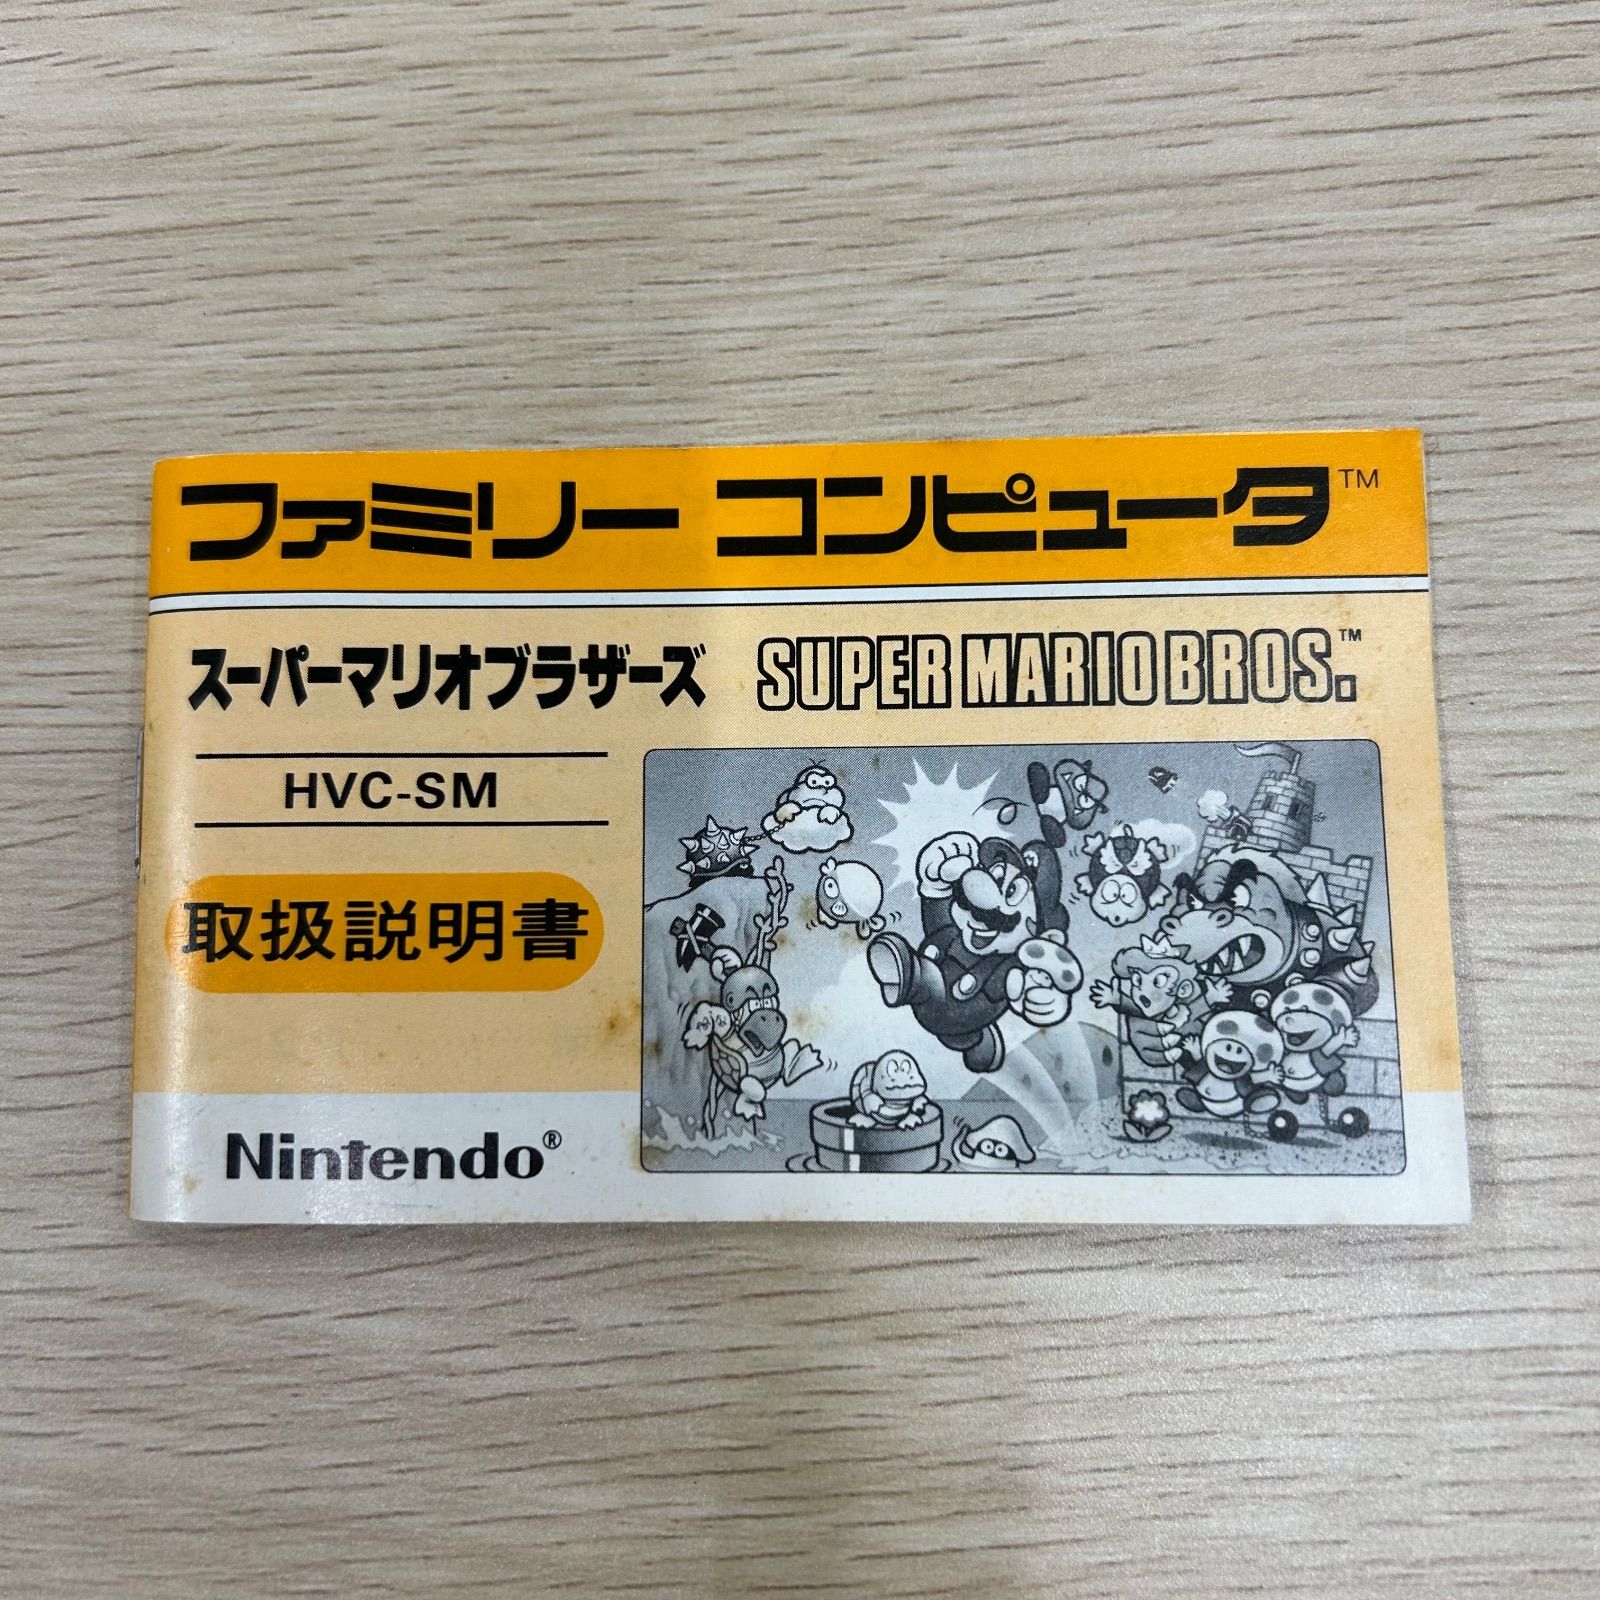 ファミリー コンピュータ™
スーパーマリオブラザーズ SUPER MARIO BROS.™
HVC-SM
取扱説明書
Nintendo®